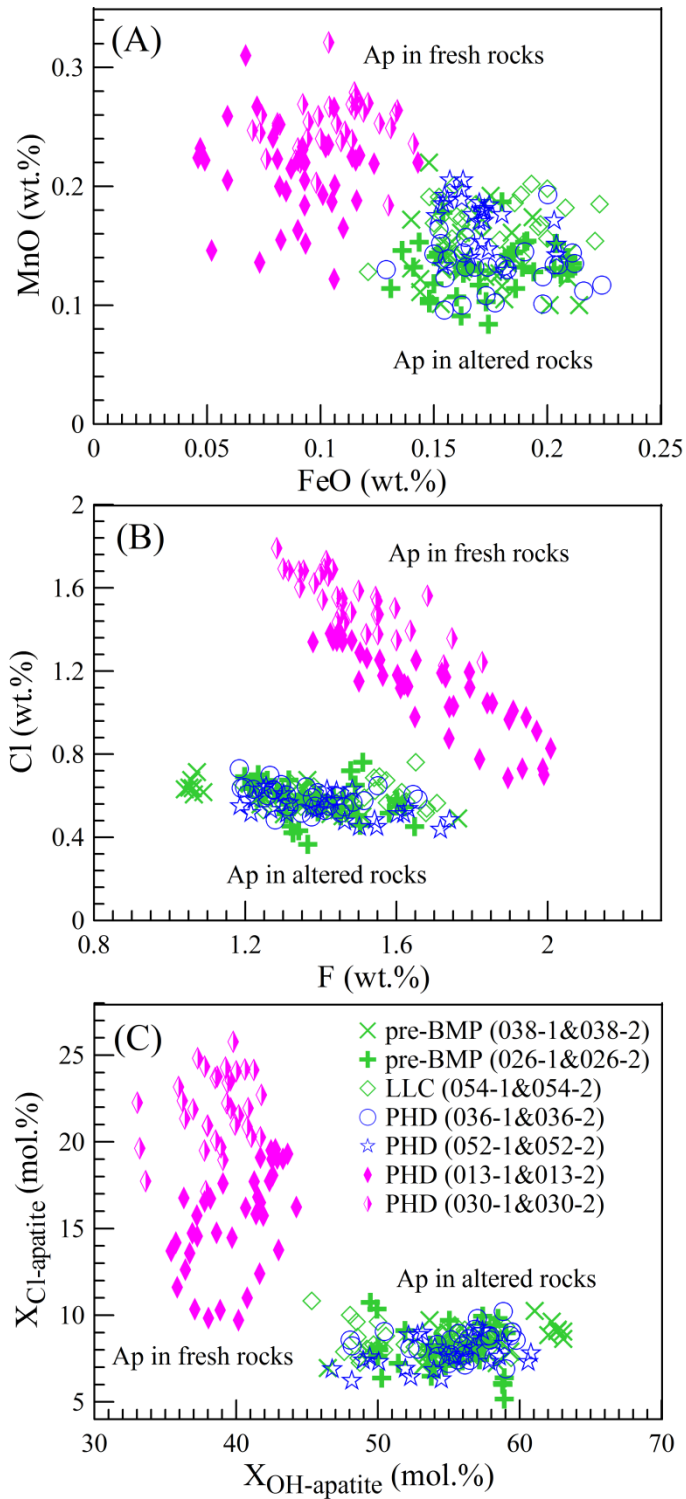 (A)
Ap in fresh rocks
0.3
0.2
0.1
0
MnO (wt.%)
Ap in altered rocks
0
0.05
0.1
0.15
0.2
0.25
FeO (wt.%)
2
1.6
1.2
0.8
0.4
0
(B)
Ap in fresh rocks
Cl (wt.%)
Ap in altered rocks
0.8
1.2
1.6
2
F (wt.%)
(C)
25
20
15
10
5
pre-BMP (038-1&038-2)
pre-BMP (026-1&026-2)
LLC (054-1&054-2)
PHD (036-1&036-2)
PHD (052-1&052-2)
PHD (013-1&013-2)
PHD (030-1&030-2)
XCl-apatite (mol.%)
Ap in altered rocks
Ap in fresh rocks
30
40
50
60
70
XOH-apatite (mol.%)